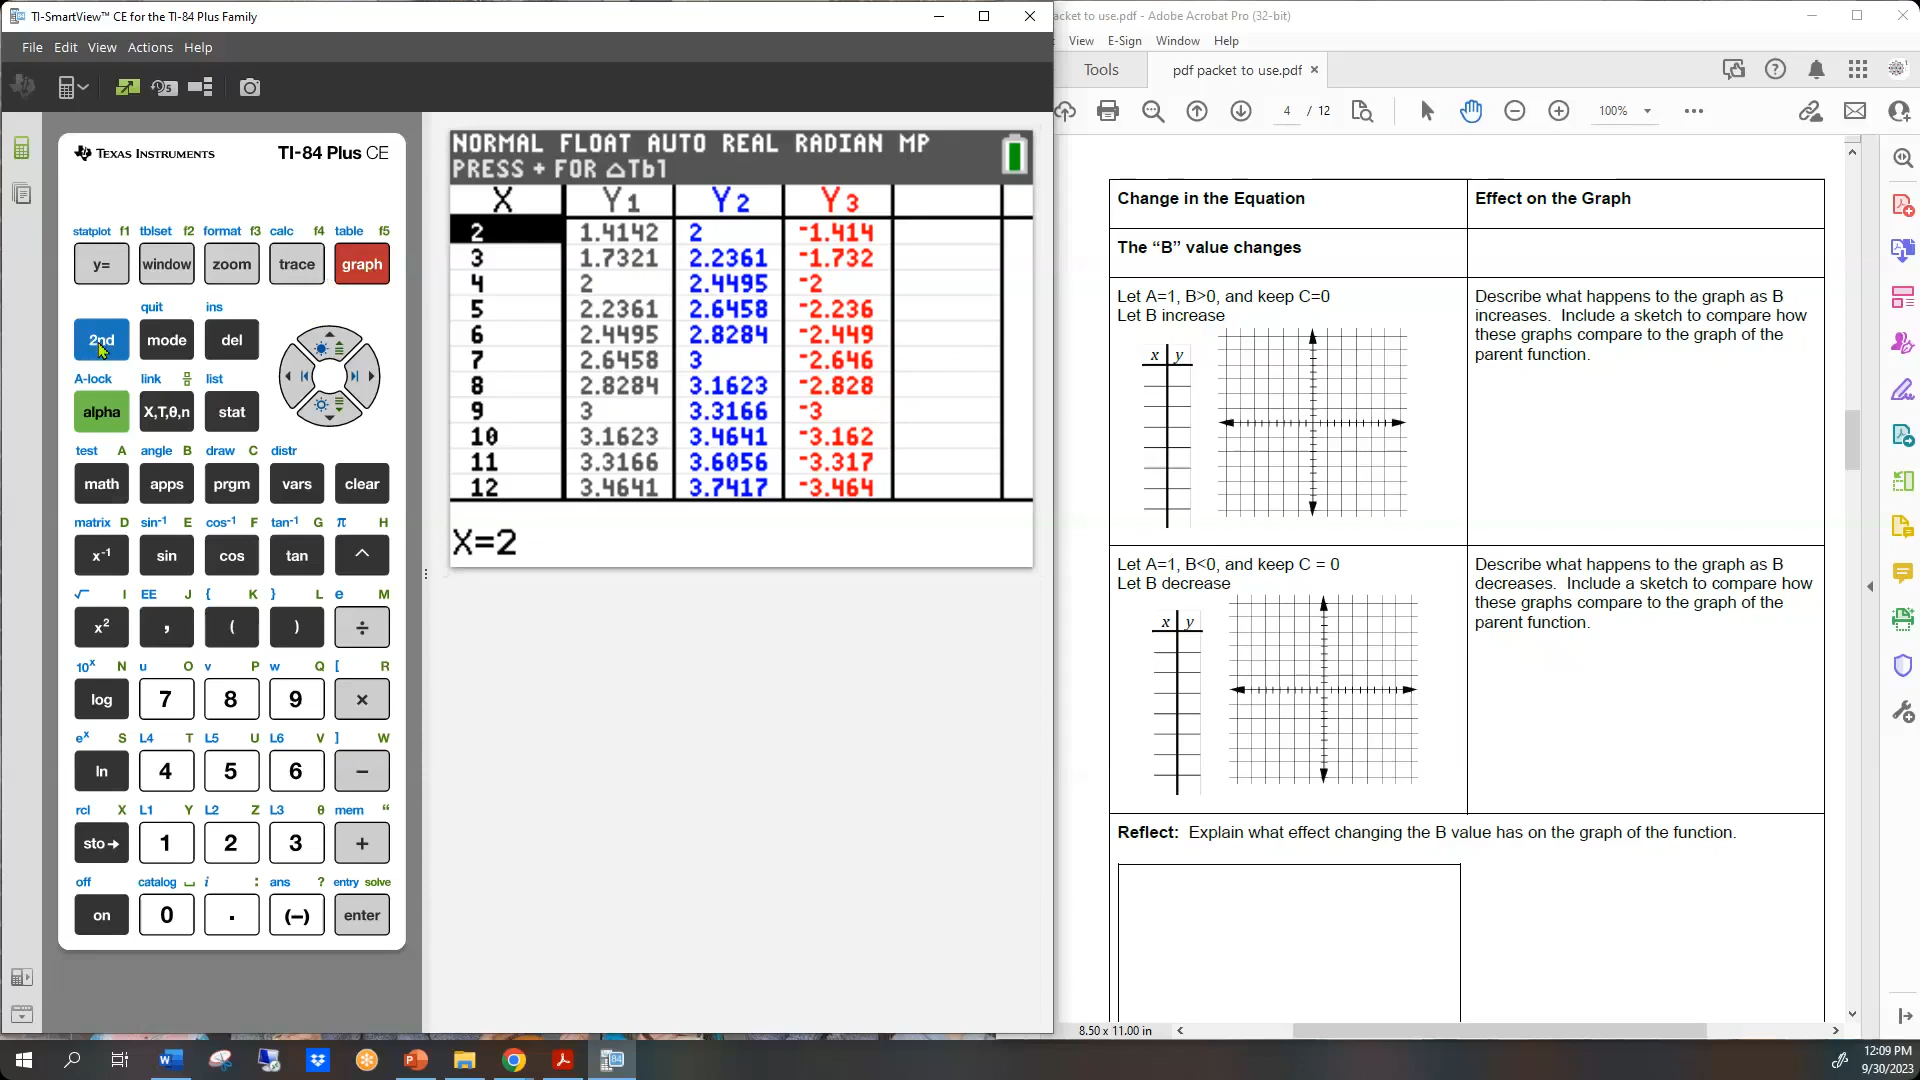 TI-SmartView™ CE for the TI-84 Plus Family
File Edit View Actions Help
TEXAS INSTRUMENTS TI-84 Plus CE
statplot f1 tblset f2 format f3 calc f4 table f5
y= window zoom trace graph
quit ins
2nd mode del
A-lock link list
alpha X,T,θ,n stat
test A angle B draw C distr
math apps prgm vars clear
matrix D sin⁻¹ E cos⁻¹ F tan⁻¹ G π H
x⁻¹ sin cos tan ^
√ I EE J { K } L e M
x² , ( ) ÷
10ˣ N u O v P w Q [ R
log 7 8 9 ×
eˣ S L4 T L5 U L6 V ] W
ln 4 5 6 −
rcl X L1 Y L2 Z L3 θ mem “
sto→ 1 2 3 +
off catalog ⎵ i : ans ? entry solve
on 0 . (−) enter
NORMAL FLOAT AUTO REAL RADIAN MP
PRESS + FOR △Tbl
X Y1 Y2 Y3
2 1.4142 2 -1.414
3 1.7321 2.2361 -1.732
4 2 2.4495 -2
5 2.2361 2.6458 -2.236
6 2.4495 2.8284 -2.449
7 2.6458 3 -2.646
8 2.8284 3.1623 -2.828
9 3 3.3166 -3
10 3.1623 3.4641 -3.162
11 3.3166 3.6056 -3.317
12 3.4641 3.7417 -3.464
X=2
packet to use.pdf - Adobe Acrobat Pro (32-bit)
View E-Sign Window Help
Tools pdf packet to use.pdf ×
4 / 12 100%
Change in the Equation Effect on the Graph
The “B” value changes
Let A=1, B>0, and keep C=0
Let B increase
x y
Describe what happens to the graph as B
increases. Include a sketch to compare how
these graphs compare to the graph of the
parent function.
Let A=1, B<0, and keep C = 0
Let B decrease
x y
Describe what happens to the graph as B
decreases. Include a sketch to compare how
these graphs compare to the graph of the
parent function.
Reflect: Explain what effect changing the B value has on the graph of the function.
8.50 x 11.00 in
12:09 PM
9/30/2023